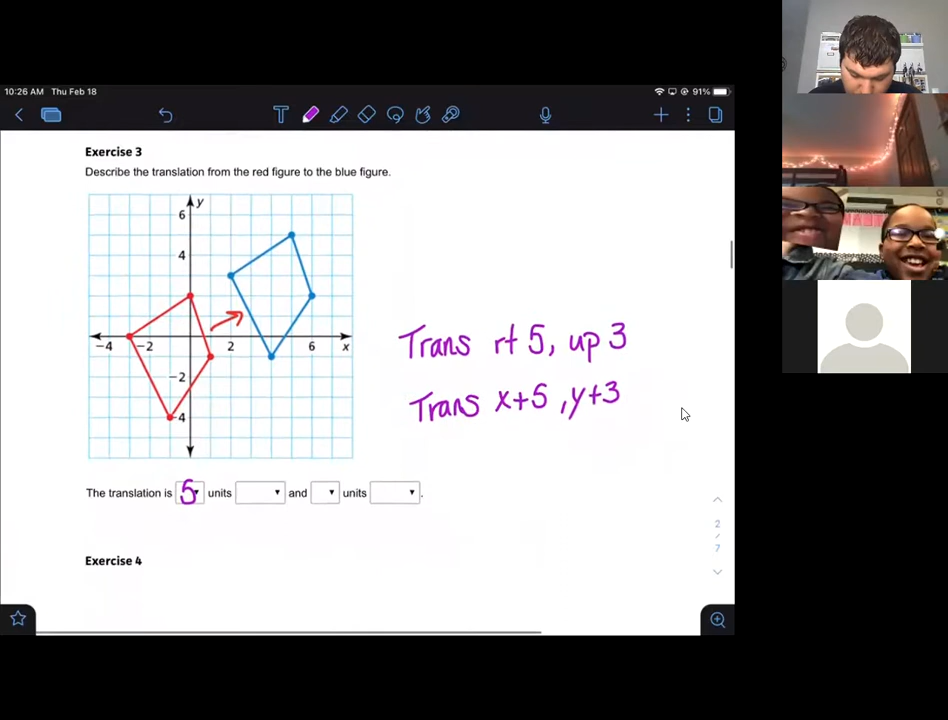 10:26 AM Thu Feb 18
91%
T
Exercise 3
Describe the translation from the red figure to the blue figure.
y
6
4
-4 -2 2 6 x
-2
-4
Trans rt 5, up 3
Trans x+5, y+3
The translation is 5 units and units .
2
/
7
Exercise 4